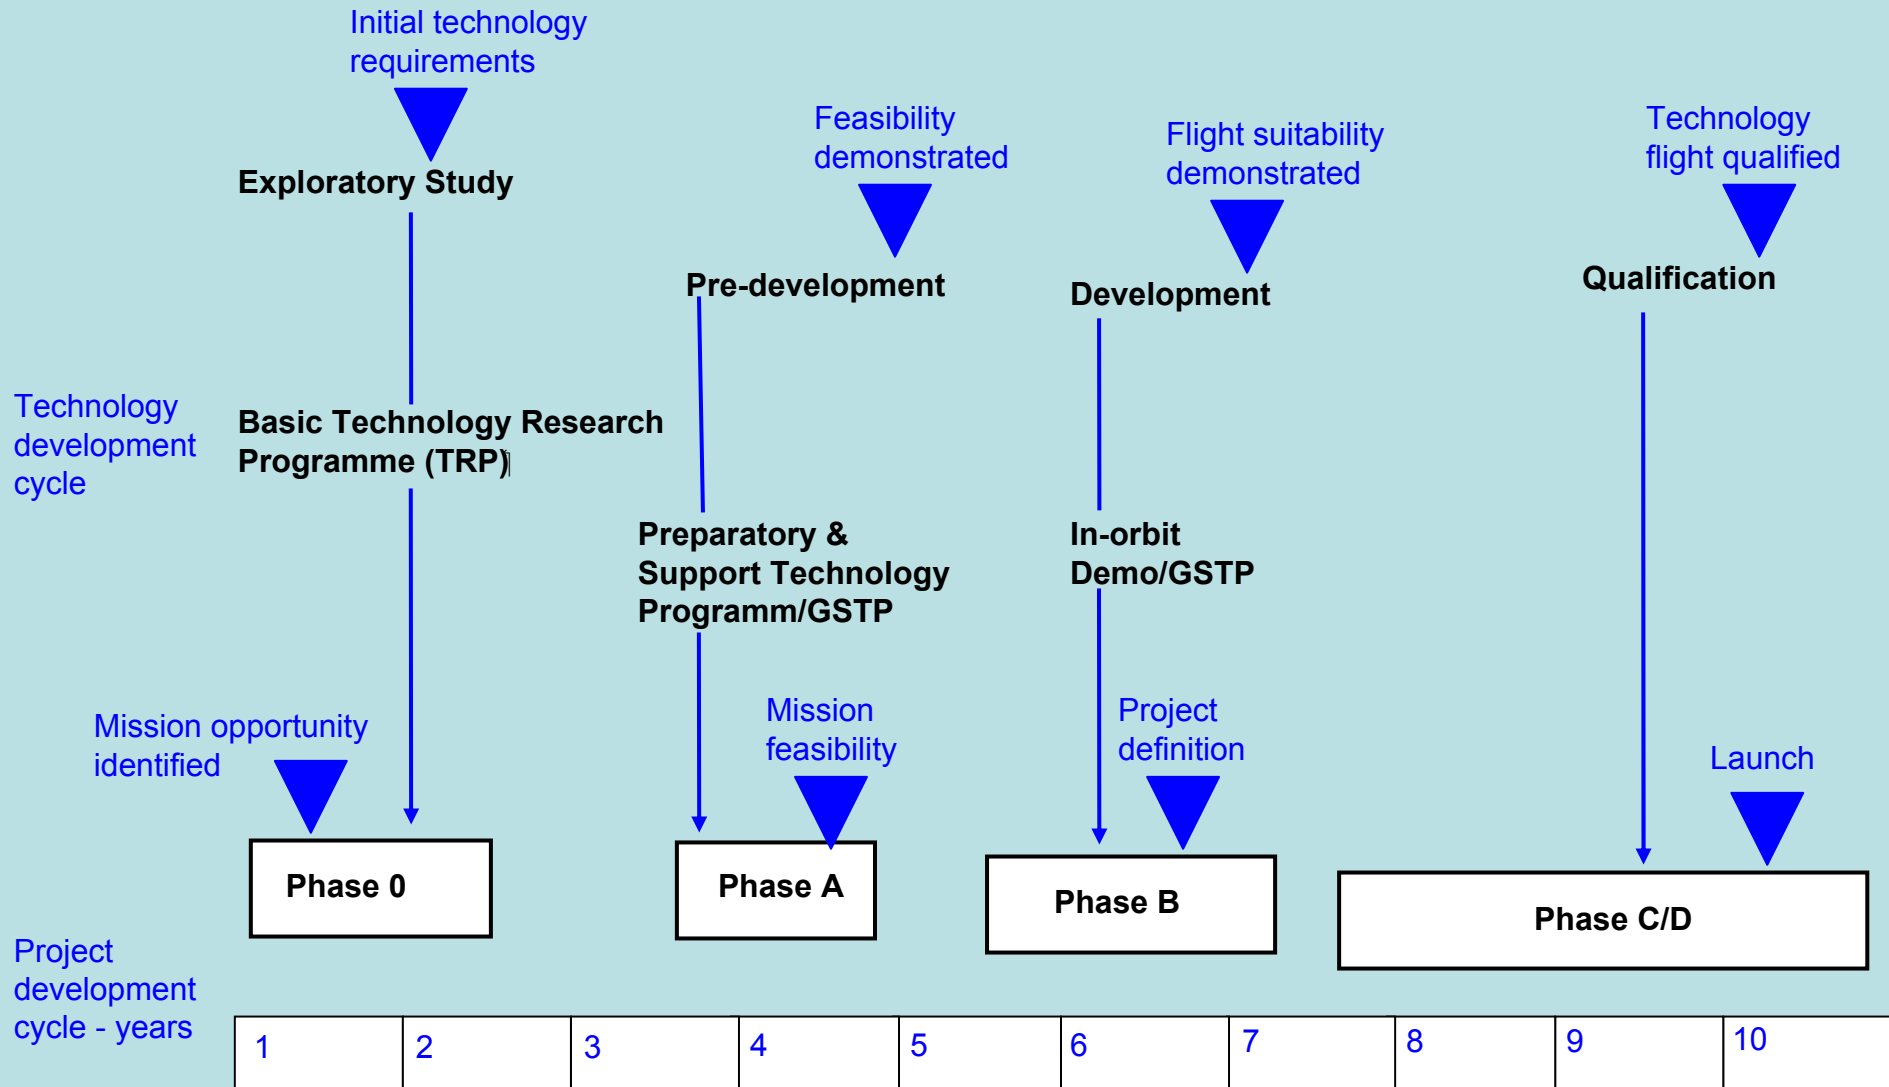 Initial technology
requirements
Feasibility
demonstrated
Flight suitability
demonstrated
Technology
flight qualified
Exploratory Study
Pre-development
Development
Qualification
Technology
development
cycle
Basic Technology Research
Programme (TRP)
Preparatory &
Support Technology
Programm/GSTP
In-orbit
Demo/GSTP
Mission opportunity
identified
Mission
feasibility
Project
definition
Launch
Phase 0
Phase A
Phase B
Phase C/D
Project
development
cycle - years
1 2 3 4 5 6 7 8 9 10